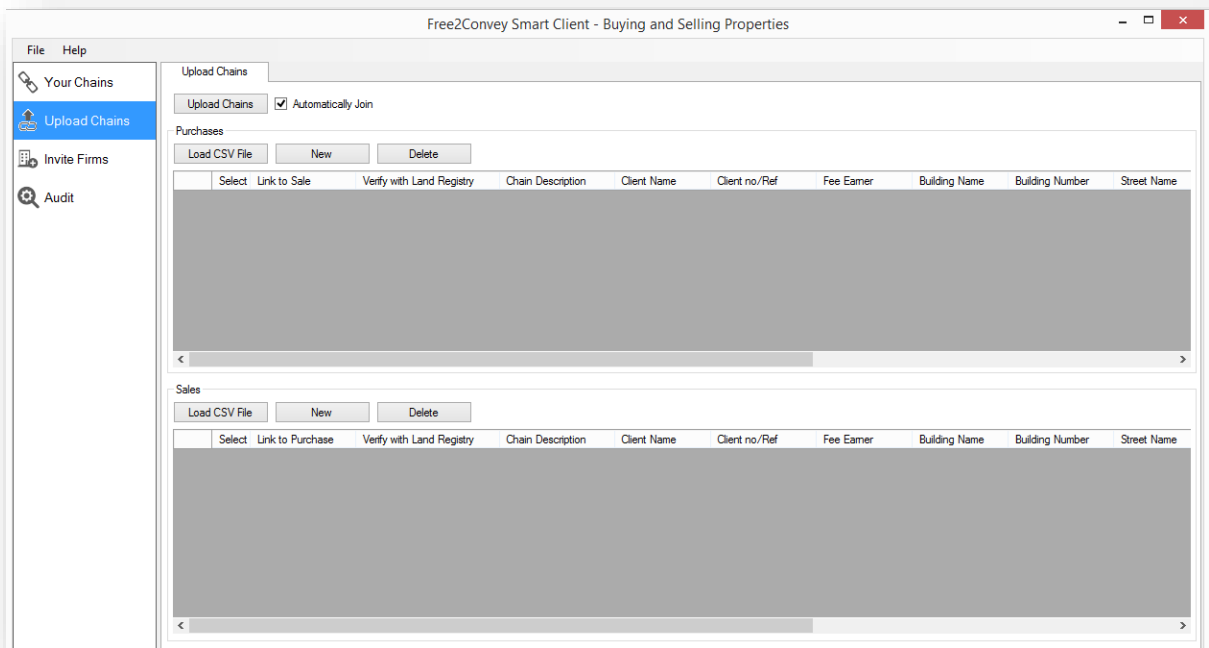 Free2Convey Smart Client - Buying and Selling Properties
File Help
Your Chains
Upload Chains
Invite Firms
Audit
Upload Chains
Upload Chains Automatically Join
Purchases
Load CSV File New Delete
Select Link to Sale Verify with Land Registry Chain Description Client Name Client no/Ref Fee Earner Building Name Building Number Street Name
Sales
Load CSV File New Delete
Select Link to Purchase Verify with Land Registry Chain Description Client Name Client no/Ref Fee Earner Building Name Building Number Street Name